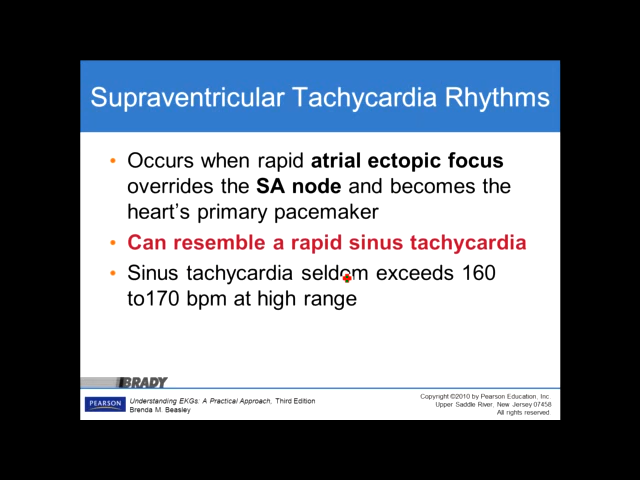 Supraventricular Tachycardia Rhythms
• Occurs when rapid atrial ectopic focus
overrides the SA node and becomes the
heart's primary pacemaker
• Can resemble a rapid sinus tachycardia
• Sinus tachycardia seldom exceeds 160
to170 bpm at high range
BRADY
PEARSON
Understanding EKGs: A Practical Approach, Third Edition
Brenda M. Beasley
Copyright ©2010 by Pearson Education, Inc.
Upper Saddle River, New Jersey 07458
All rights reserved.